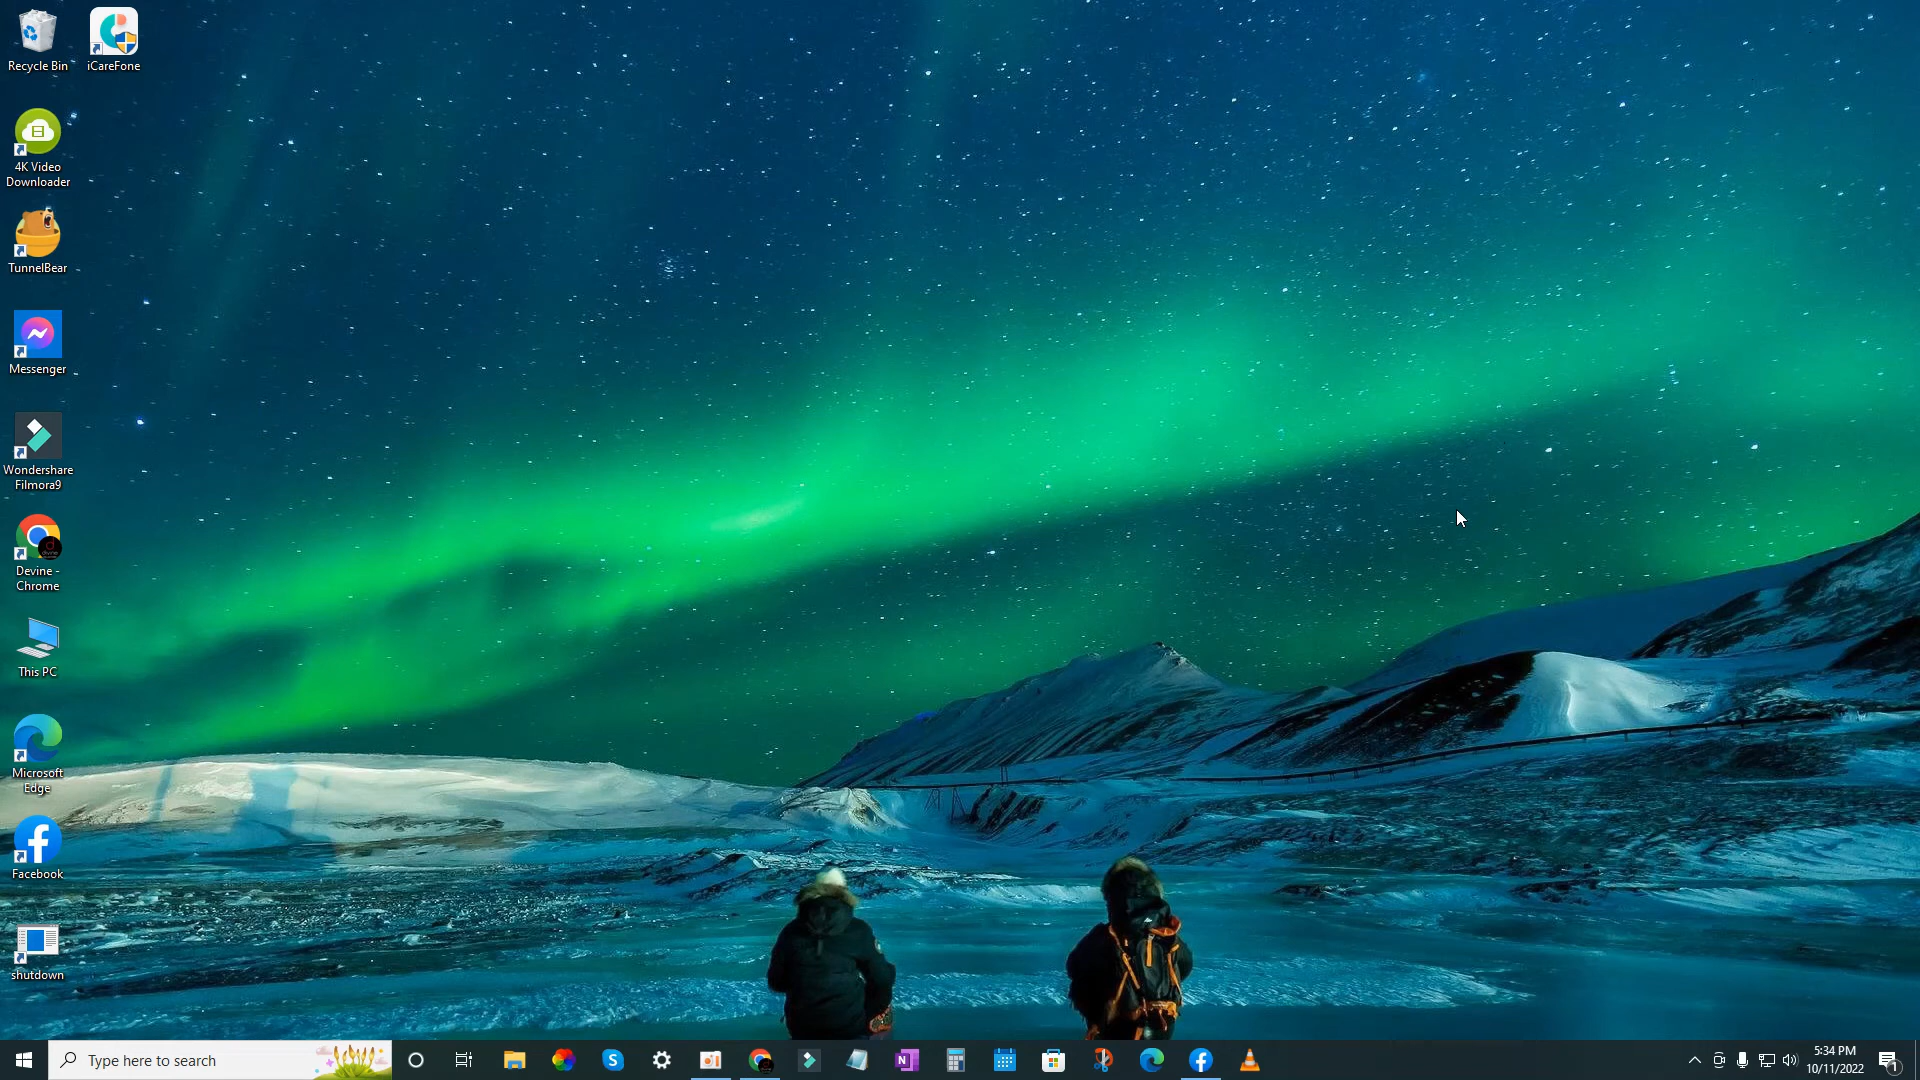 Recycle Bin
iCareFone
4K Video
Downloader
TunnelBear
Messenger
Wondershare
Filmora9
Devine -
Chrome
This PC
Microsoft
Edge
Facebook
shutdown
Type here to search
5:34 PM
10/11/2022
1